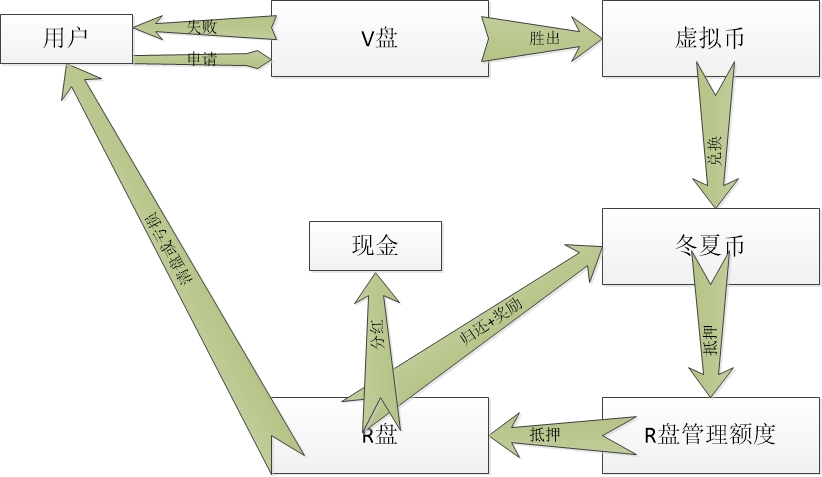 用户
失败
申请
V盘
胜出
虚拟币
兑换
现金
冬夏币
清盘或亏损
分红
归还+奖励
抵押
R盘
抵押
R盘管理额度